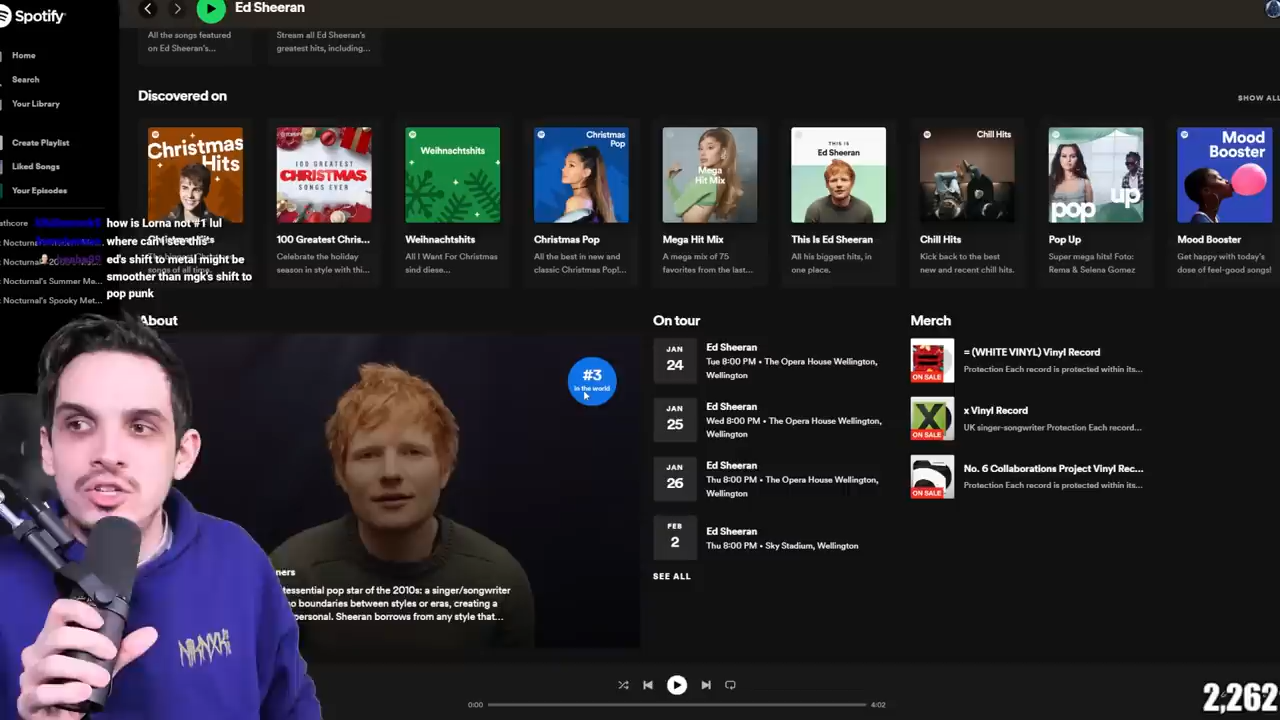 Spotify
Ed Sheeran
Home
Search
Your Library
Create Playlist
Liked Songs
Your Episodes
All the songs featured
on Ed Sheeran's...
Stream all Ed Sheeran's
greatest hits, including...
Discovered on
SHOW ALL
Christmas
Hits
100 GREATEST
CHRISTMAS
SONGS EVER
Weihnachtshits
Christmas
Pop
Mega
Hit Mix
THIS IS
Ed Sheeran
Chill Hits
pop up
Mood
Booster
100 Greatest Chris...
Celebrate the holiday
season in style with thi...
Weihnachtshits
All I Want For Christmas
sind diese...
Christmas Pop
All the best in new and
classic Christmas Pop!...
Mega Hit Mix
A mega mix of 75
favorites from the last...
This Is Ed Sheeran
All his biggest hits, in
one place.
Chill Hits
Kick back to the best
new and recent chill hits.
Pop Up
Super mega hits! Foto:
Rema & Selena Gomez
Mood Booster
Get happy with today's
dose of feel-good songs!
songs of all time.
athcore
Nocturnal's Summer Me...
Nocturnal's Spooky Met...
how is Lorna not #1 lul
where can I see this
ed's shift to metal might be
smoother than mgk's shift to
pop punk
About
#3
in the world
ners
tessential pop star of the 2010s: a singer/songwriter
no boundaries between styles or eras, creating a
personal. Sheeran borrows from any style that...
On tour
JAN
24
Ed Sheeran
Tue 8:00 PM • The Opera House Wellington,
Wellington
JAN
25
Ed Sheeran
Wed 8:00 PM • The Opera House Wellington,
Wellington
JAN
26
Ed Sheeran
Thu 8:00 PM • The Opera House Wellington,
Wellington
FEB
2
Ed Sheeran
Thu 8:00 PM • Sky Stadium, Wellington
SEE ALL
Merch
ON SALE
= (WHITE VINYL) Vinyl Record
Protection Each record is protected within its...
ON SALE
x Vinyl Record
UK singer-songwriter Protection Each record...
ON SALE
No. 6 Collaborations Project Vinyl Rec...
Protection Each record is protected within its...
0:00
4:02
2,262